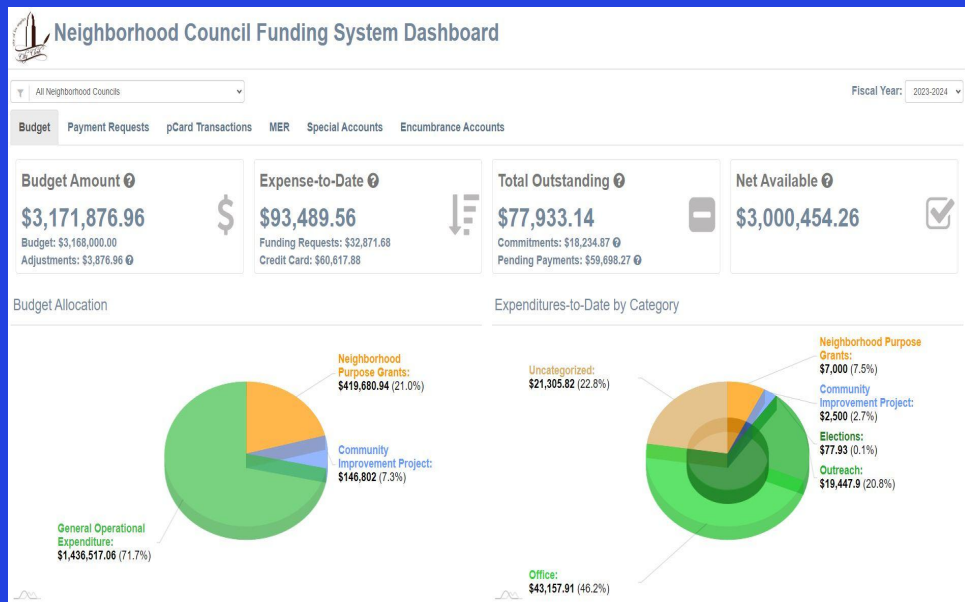 Neighborhood Council Funding System Dashboard
All Neighborhood Councils
Fiscal Year: 2023-2024
Budget Payment Requests pCard Transactions MER Special Accounts Encumbrance Accounts
Budget Amount ?
$3,171,876.96
Budget: $3,168,000.00
Adjustments: $3,876.96 ?
$
Expense-to-Date ?
$93,489.56
Funding Requests: $32,871.68
Credit Card: $60,617.88
Total Outstanding ?
$77,933.14
Commitments: $18,234.87 ?
Pending Payments: $59,698.27 ?
Net Available ?
$3,000,454.26
Budget Allocation
Neighborhood
Purpose Grants:
$419,680.94 (21.0%)
Community
Improvement Project:
$146,802 (7.3%)
General Operational
Expenditure:
$1,436,517.06 (71.7%)
Expenditures-to-Date by Category
Uncategorized:
$21,305.82 (22.8%)
Neighborhood Purpose
Grants:
$7,000 (7.5%)
Community
Improvement Project:
$2,500 (2.7%)
Elections:
$77.93 (0.1%)
Outreach:
$19,447.9 (20.8%)
Office:
$43,157.91 (46.2%)